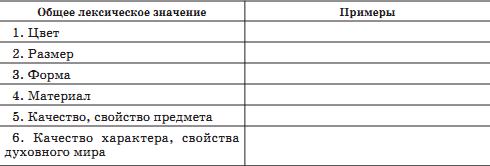 Общее лексическое значение Примеры
1. Цвет
2. Размер
3. Форма
4. Материал
5. Качество, свойство предмета
6. Качество характера, свойства
духовного мира